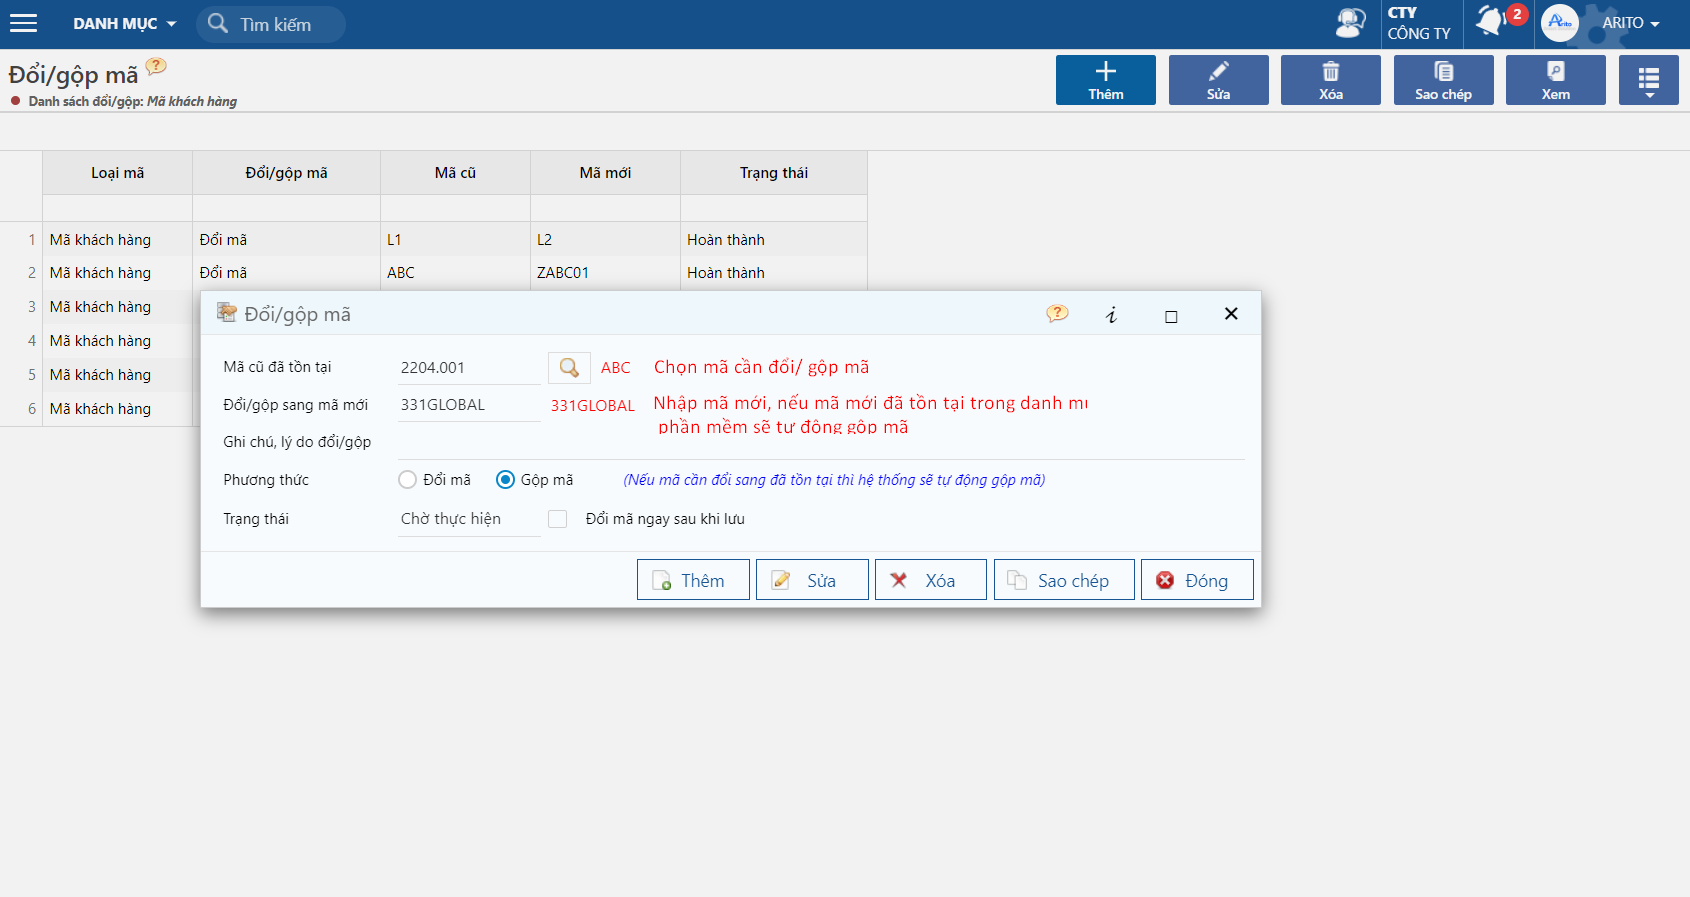 DANH MỤC
Tìm kiếm
CTY
CÔNG TY
2
Arito
ARITO
Đổi/gộp mã
?
Danh sách đổi/gộp: Mã khách hàng
Thêm
Sửa
Xóa
Sao chép
Xem
Loại mã Đổi/gộp mã Mã cũ Mã mới Trạng thái
1 Mã khách hàng Đổi mã L1 L2 Hoàn thành
2 Mã khách hàng Đổi mã ABC ZABC01 Hoàn thành
3 Mã khách hàng
4 Mã khách hàng
5 Mã khách hàng
6 Mã khách hàng
Đổi/gộp mã
? i
Mã cũ đã tồn tại 2204.001 ABC Chọn mã cần đổi/ gộp mã
Đổi/gộp sang mã mới 331GLOBAL 331GLOBAL Nhập mã mới, nếu mã mới đã tồn tại trong danh
phần mềm sẽ tự động gộp mã
Ghi chú, lý do đổi/gộp
Phương thức Đổi mã Gộp mã (Nếu mã cần đổi sang đã tồn tại thì hệ thống sẽ tự động gộp mã)
Trạng thái Chờ thực hiện Đổi mã ngay sau khi lưu
Thêm Sửa Xóa Sao chép Đóng